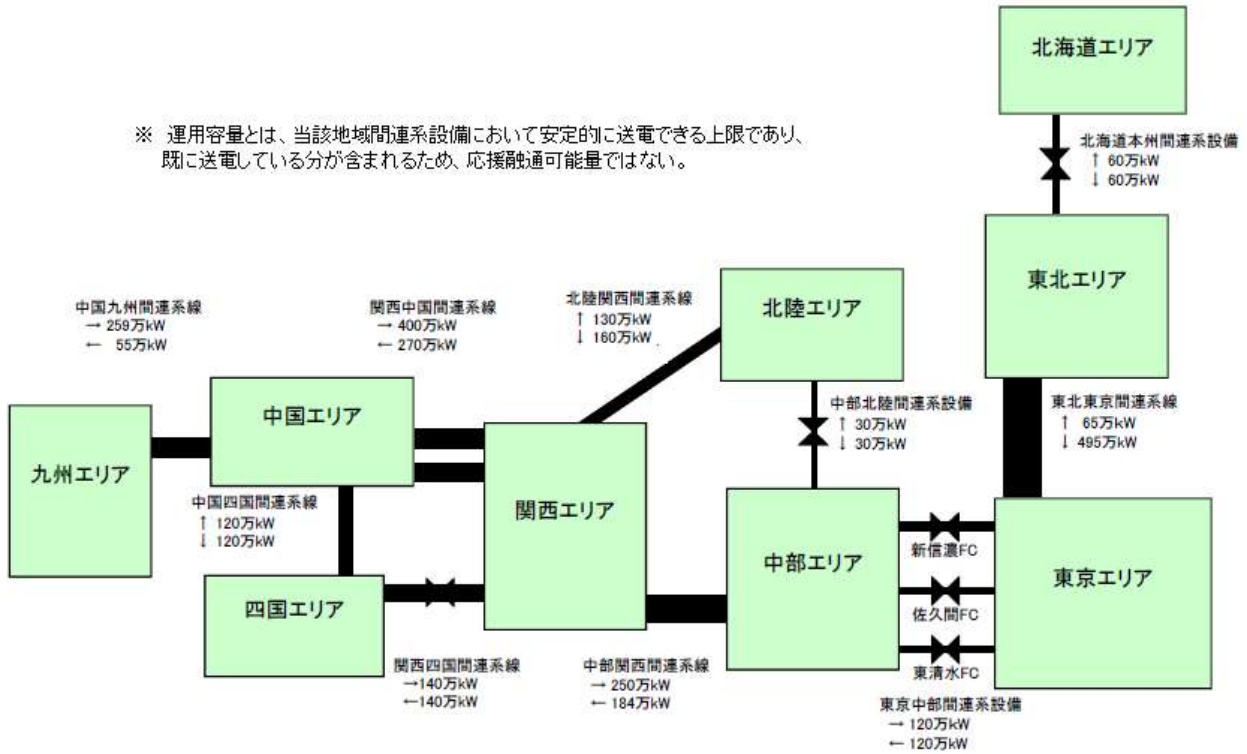 北海道エリア
※ 運用容量とは、当該地域間連系設備において安定的に送電できる上限であり、
既に送電している分が含まれるため、応援融通可能量ではない。
北海道本州間連系設備
↑ 60万kW
↓ 60万kW
東北エリア
中国九州間連系線
→ 259万kW
← 55万kW
関西中国間連系線
→ 400万kW
← 270万kW
北陸関西間連系線
↑ 130万kW
↓ 160万kW
北陸エリア
中部北陸間連系設備
↑ 30万kW
↓ 30万kW
東北東京間連系線
↑ 65万kW
↓ 495万kW
中国エリア
九州エリア
中国四国間連系線
↑ 120万kW
↓ 120万kW
関西エリア
中部エリア
新信濃FC
佐久間FC
東清水FC
東京エリア
四国エリア
関西四国間連系線
→140万kW
←140万kW
中部関西間連系線
→ 250万kW
← 184万kW
東京中部間連系設備
→ 120万kW
← 120万kW